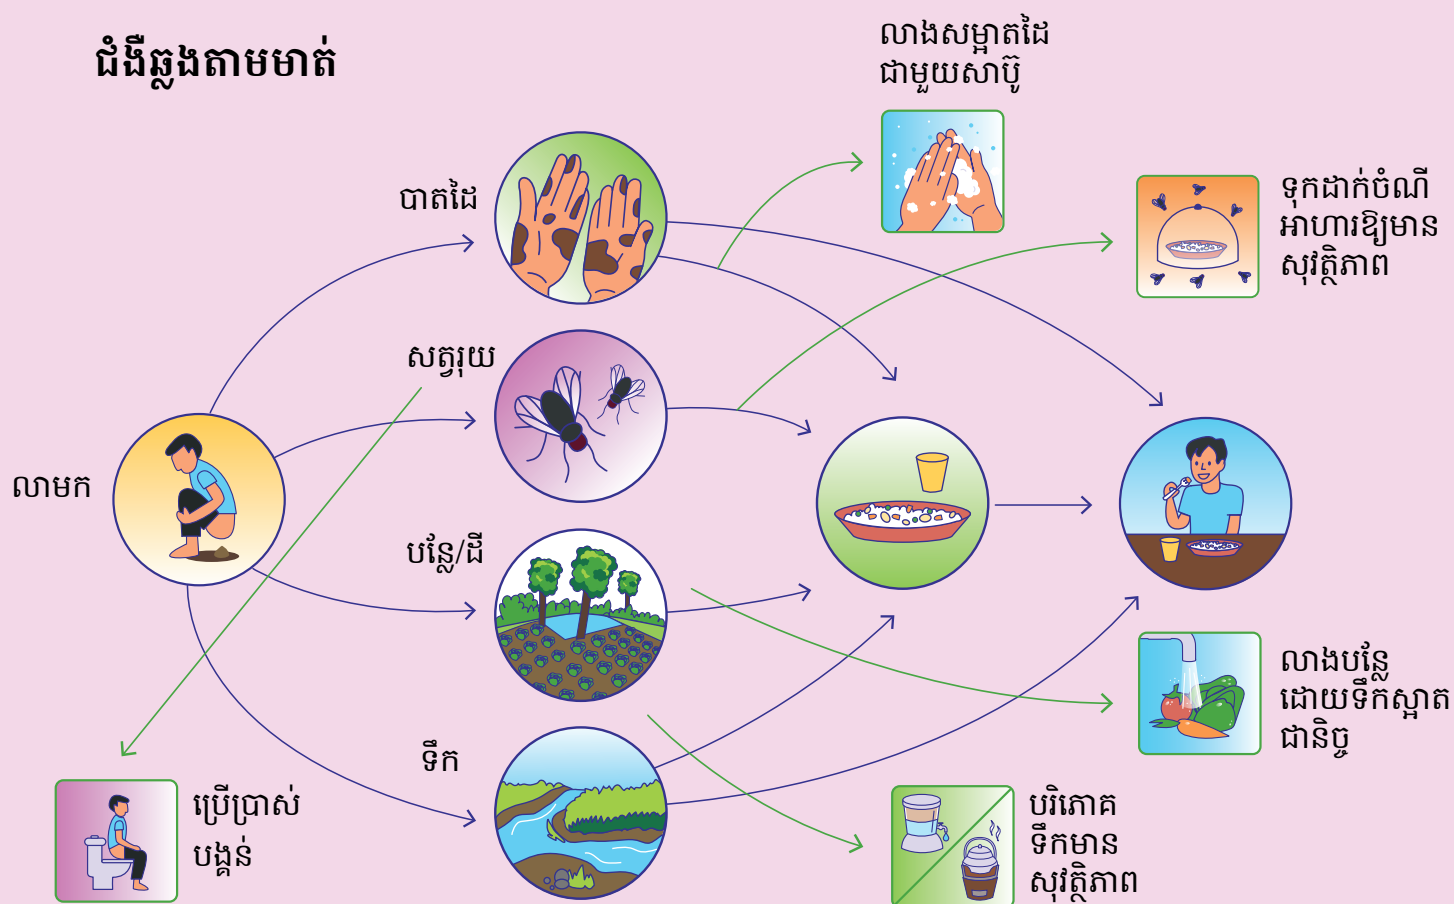 ជំងឺឆ្លងតាមមាត់
លាងសម្អាតដៃ
ជាមួយសាប៊ូ
បាតដៃ
ទុកដាក់ចំណី
អាហារឱ្យមាន
សុវត្ថិភាព
សត្វរុយ
លាមក
បន្លែ/ដី
លាងបន្លែ
ដោយទឹកស្អាត
ជានិច្ច
ទឹក
ប្រើប្រាស់
បង្គន់
បរិភោគ
ទឹកមាន
សុវត្ថិភាព